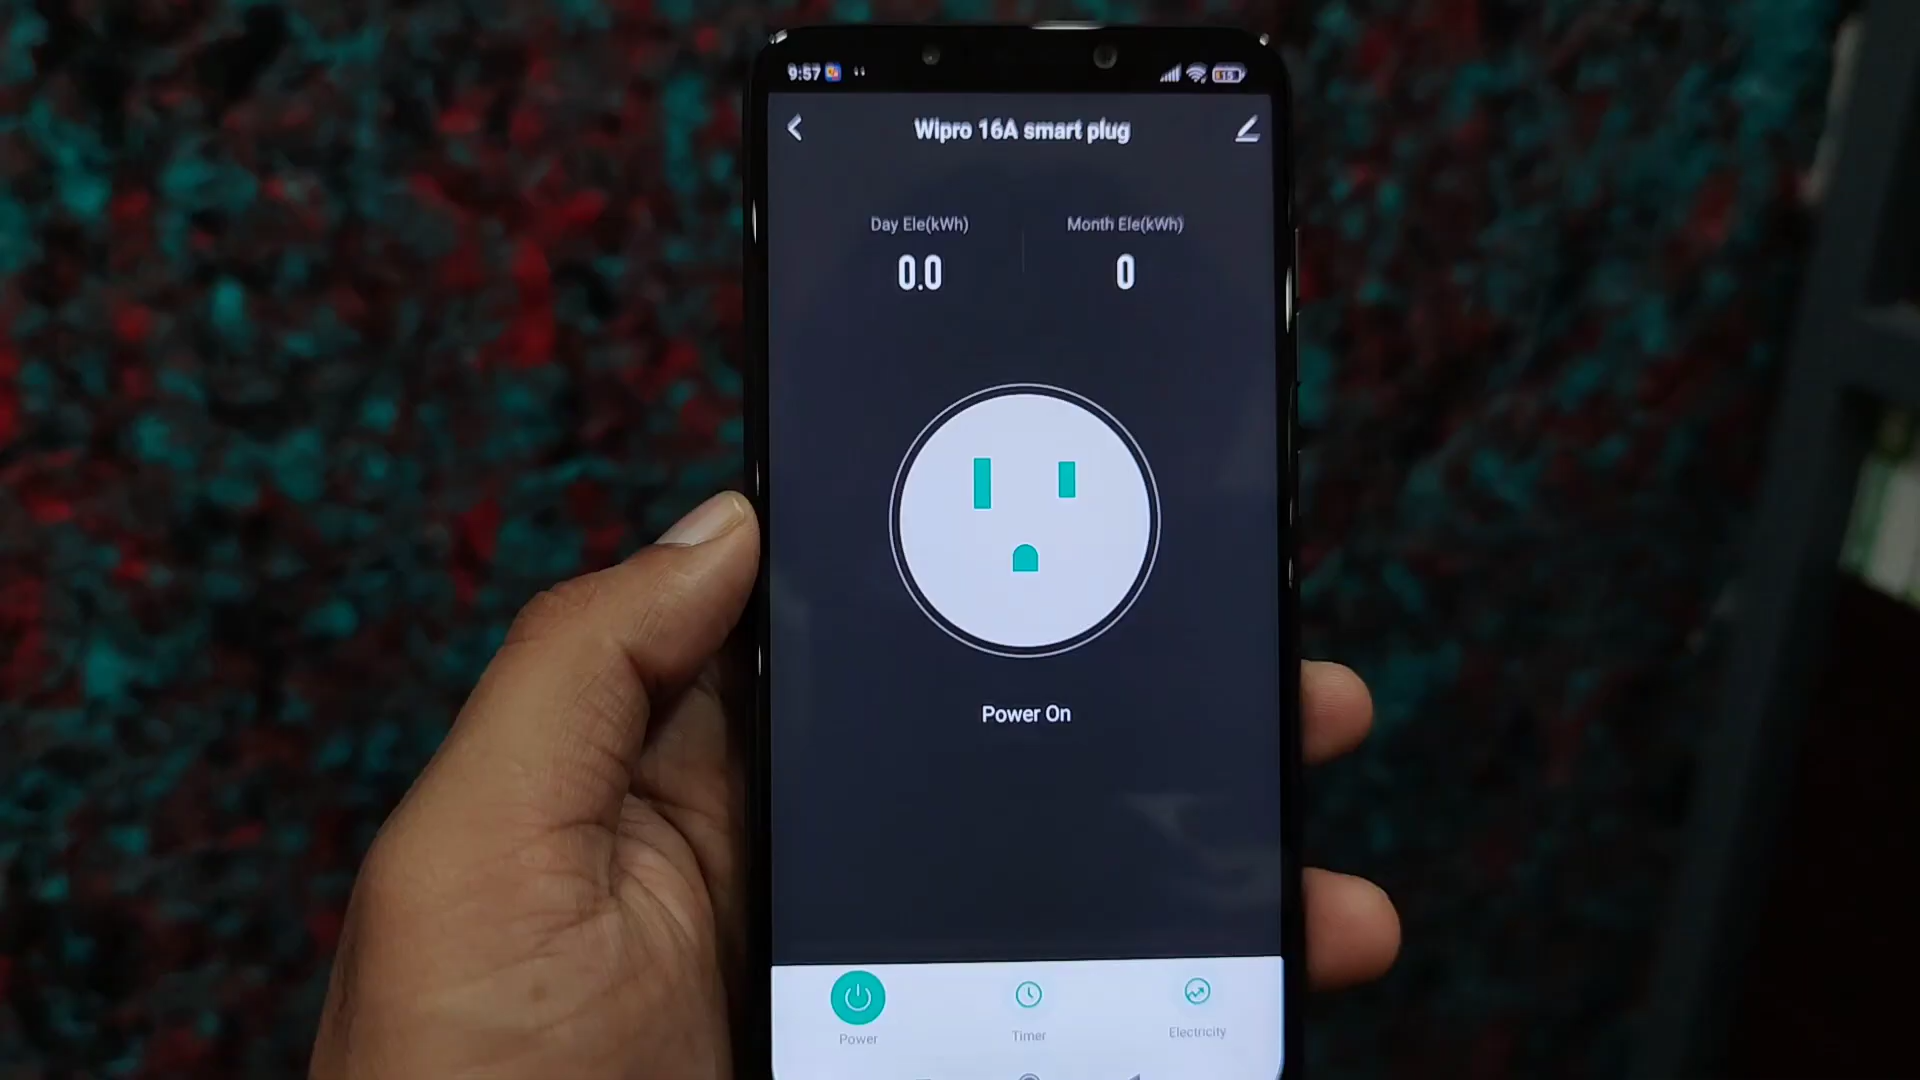 9:57
15
Wipro 16A smart plug
Day Ele(kWh)
Month Ele(kWh)
0.0
0
Power On
Power
Timer
Electricity